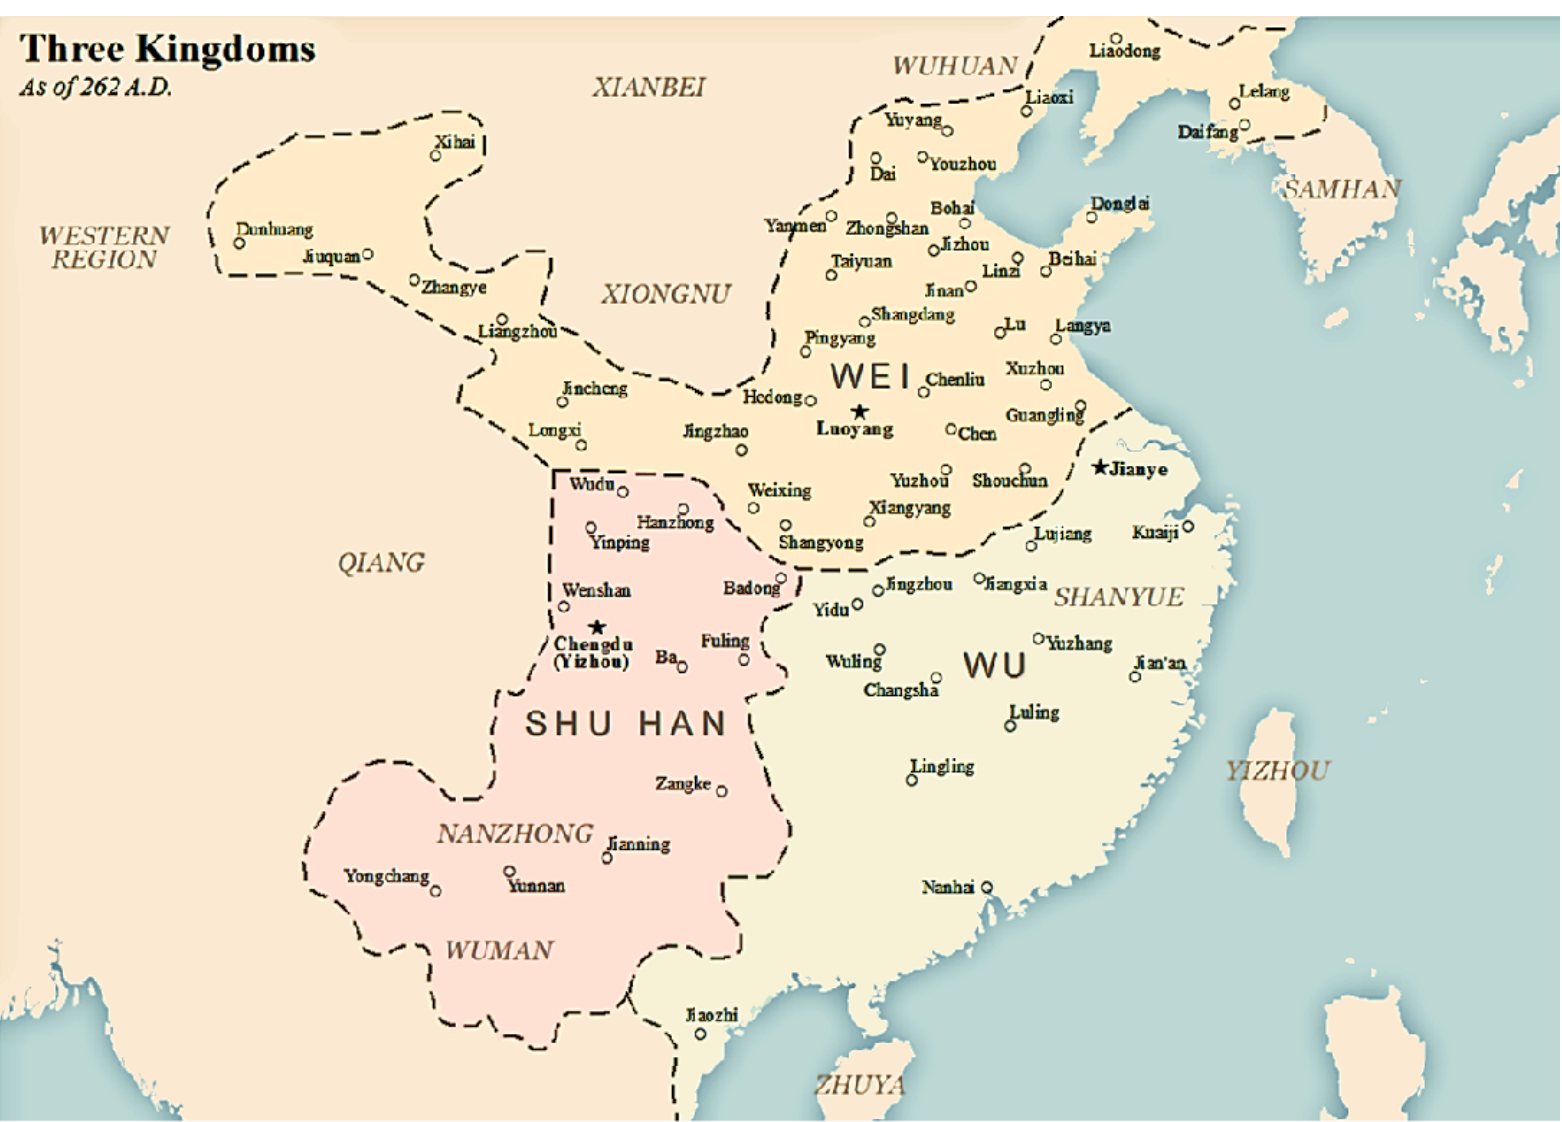 Three Kingdoms
As of 262 A.D.
XIANBEI
WUHUAN
Liaodong
Liaoxi
Lelang
Daifang
Yuyang
Xihai
Dai
Youzhou
SAMHAN
WESTERN
REGION
Dunhuang
Jiuquan
Zhangye
Liangzhou
XIONGNU
Yanmen
Zhongshan
Bohai
Donglai
Jizhou
Taiyuan
Linzi
Beihai
Jinan
Shangdang
Lu
Langya
Pingyang
WEI
Xuzhou
Chenliu
Jincheng
Hedong
Luoyang
Guangling
Longxi
Jingzhao
Chen
Jianye
Wudu
Weixing
Yuzhou
Shouchun
Hanzhong
Xiangyang
Yinping
Shangyong
Lujiang
Kuaiji
QIANG
Wenshan
Badong
Jingzhou
Jiangxia
SHANYUE
Yidu
Chengdu
(Yizhou)
Ba
Fuling
Wuling
WU
Yuzhang
Jian'an
Changsha
SHU HAN
Luling
Lingling
YIZHOU
Zangke
NANZHONG
Jianning
Yongchang
Yunnan
Nanhai
WUMAN
Jiaozhi
ZHUYA